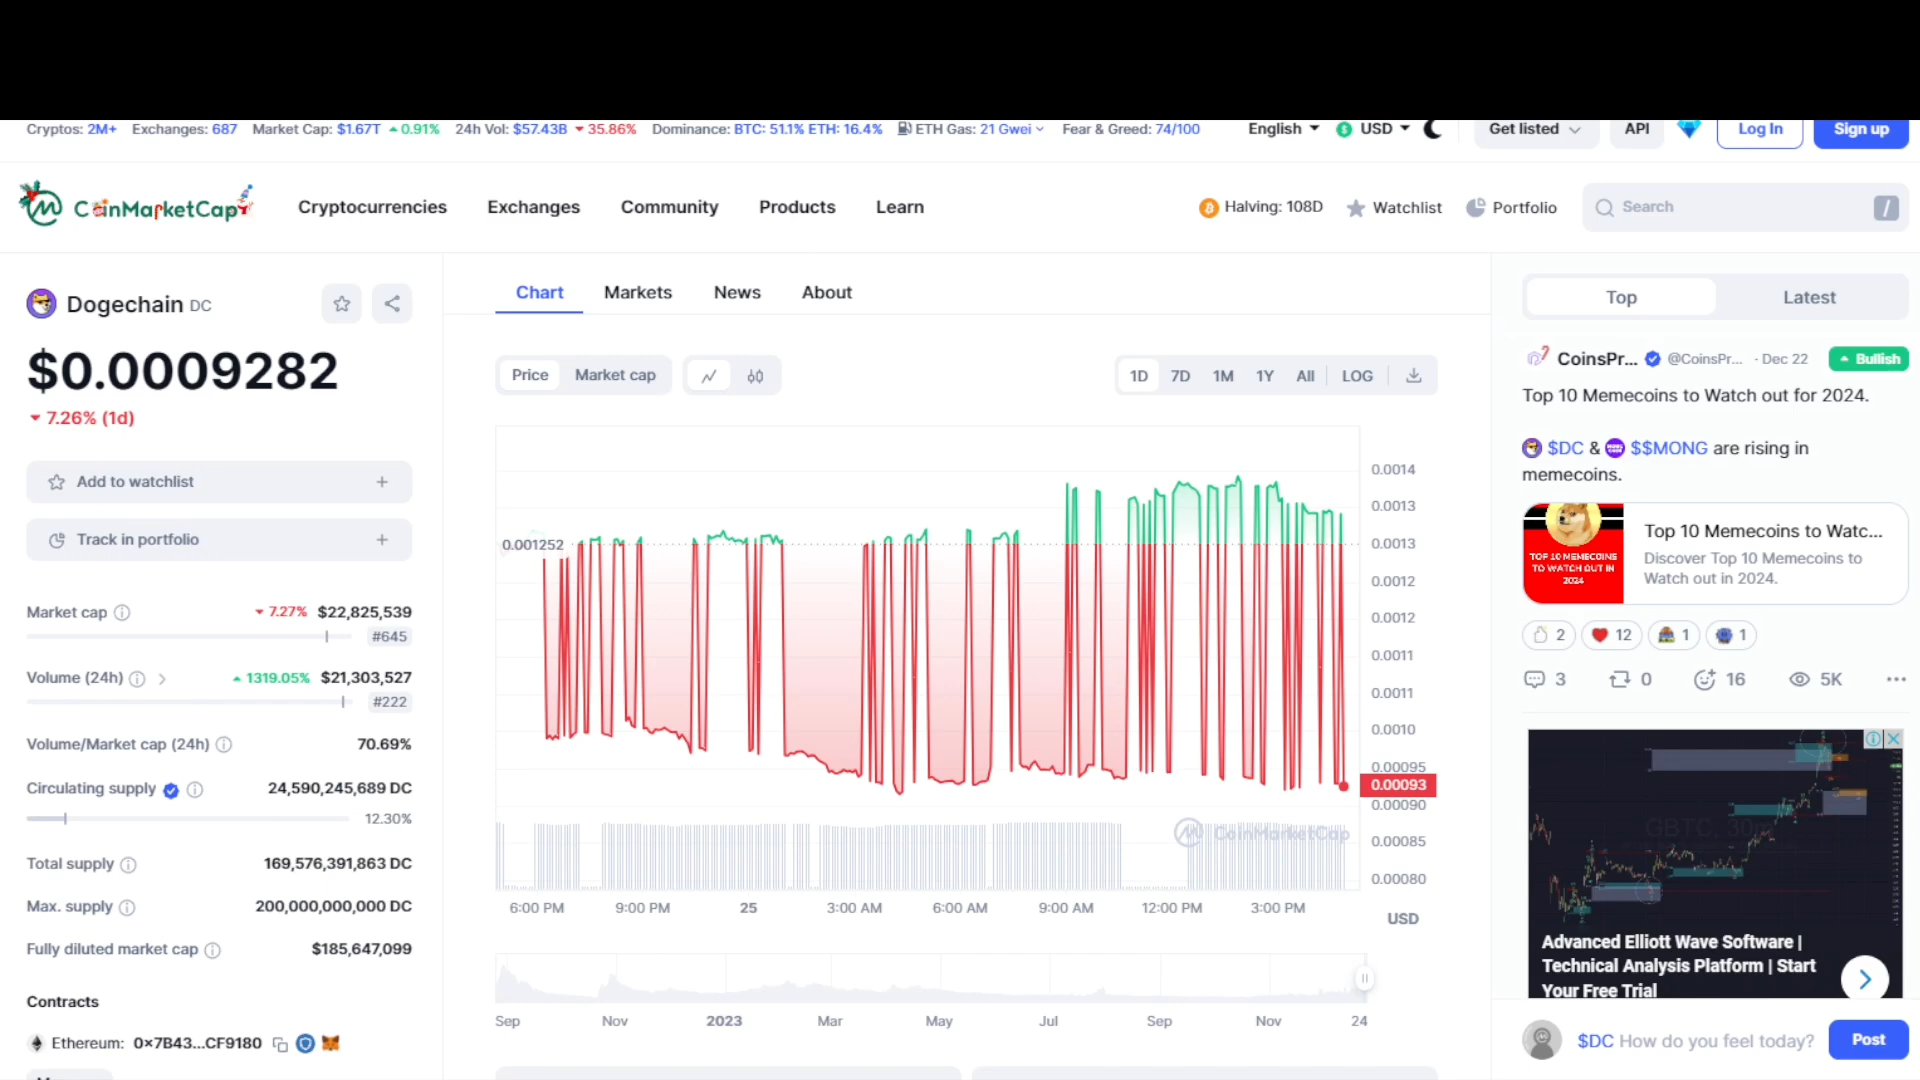 Cryptos: 2M+ Exchanges: 687 Market Cap: $1.67T 0.91% 24h Vol: $57.43B 35.86% Dominance: BTC: 51.1% ETH: 16.4% ETH Gas: 21 Gwei Fear & Greed: 74/100 English USD Get listed API Log In Sign up
CoinMarketCap Cryptocurrencies Exchanges Community Products Learn Halving: 108D Watchlist Portfolio Search /
Dogechain DC
$0.0009282
7.26% (1d)
Add to watchlist +
Track in portfolio +
Market cap 7.27% $22,825,539
#645
Volume (24h) 1319.05% $21,303,527
#222
Volume/Market cap (24h) 70.69%
Circulating supply 24,590,245,689 DC
12.30%
Total supply 169,576,391,863 DC
Max. supply 200,000,000,000 DC
Fully diluted market cap $185,647,099
Contracts
Ethereum: 0x7B43...CF9180
Chart Markets News About
Price Market cap 1D 7D 1M 1Y All LOG
0.001252
0.0014
0.0013
0.0013
0.0012
0.0012
0.0011
0.0011
0.0010
0.00095
0.00093
0.00090
0.00085
0.00080
CoinMarketCap
6:00 PM 9:00 PM 25 3:00 AM 6:00 AM 9:00 AM 12:00 PM 3:00 PM
USD
Sep Nov 2023 Mar May Jul Sep Nov 24
Top Latest
CoinsPr... @CoinsPr... · Dec 22 Bullish
Top 10 Memecoins to Watch out for 2024.
$DC & $$MONG are rising in
memecoins.
TOP 10 MEMECOINS
TO WATCH OUT IN
2024
Top 10 Memecoins to Watc...
Discover Top 10 Memecoins to
Watch out in 2024.
2 12 1 1
3 0 16 5K
GBTC, 30m
Advanced Elliott Wave Software |
Technical Analysis Platform | Start
Your Free Trial
$DC How do you feel today? Post